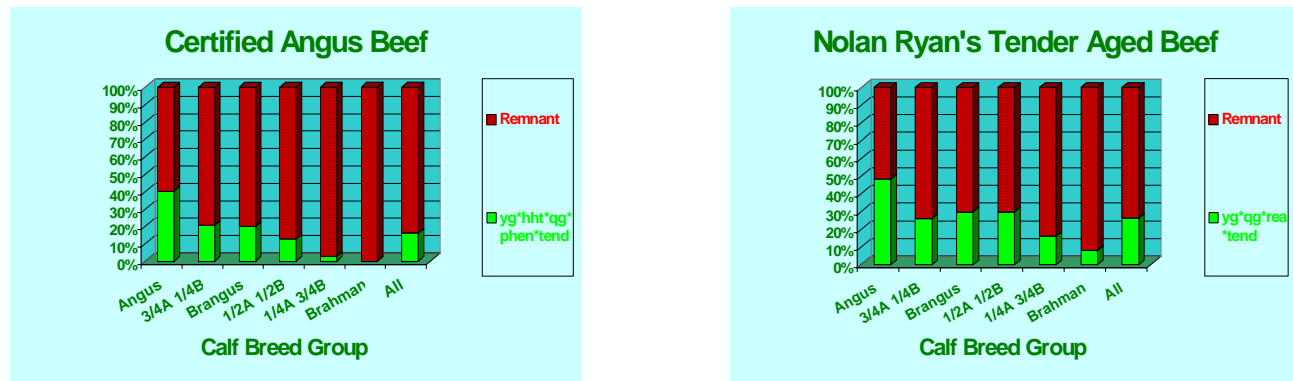 Certified Angus Beef
100%
90%
80%
70%
60%
50%
40%
30%
20%
10%
0%
Angus
3/4A 1/4B
Brangus
1/2A 1/2B
1/4A 3/4B
Brahman
All
Calf Breed Group
Remnant
yg*hht*qg*
phen*tend
Nolan Ryan's Tender Aged Beef
100%
90%
80%
70%
60%
50%
40%
30%
20%
10%
0%
Angus
3/4A 1/4B
Brangus
1/2A 1/2B
1/4A 3/4B
Brahman
All
Calf Breed Group
Remnant
yg*qg*rea
*tend